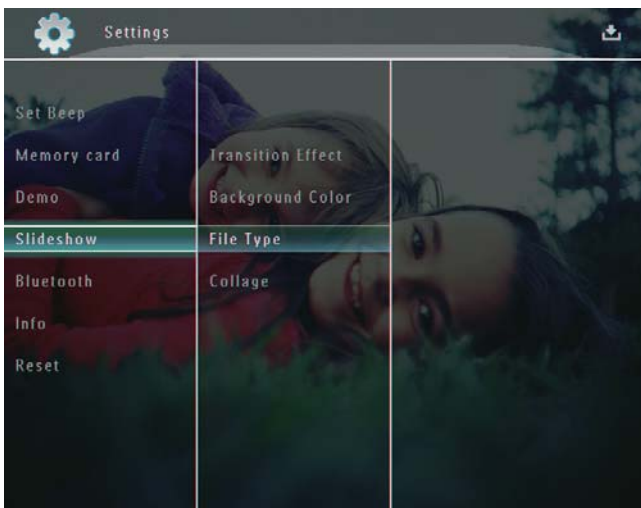 Settings
Set Beep
Memory card
Demo
Slideshow
Bluetooth
Info
Reset
Transition Effect
Background Color
File Type
Collage